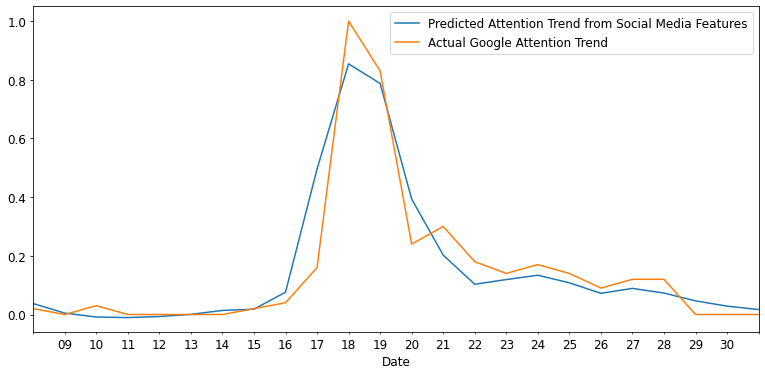 1.0
0.8
0.6
0.4
0.2
0.0
Predicted Attention Trend from Social Media Features
Actual Google Attention Trend
09 10 11 12 13 14 15 16 17 18 19 20 21 22 23 24 25 26 27 28 29 30
Date